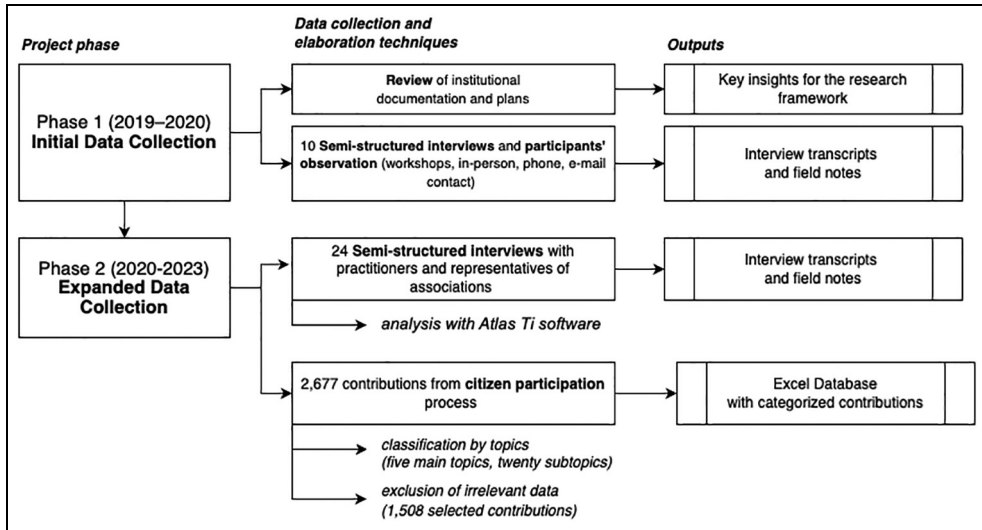 Project phase
Data collection and
elaboration techniques
Outputs
Phase 1 (2019–2020)
Initial Data Collection
Review of institutional
documentation and plans
Key insights for the research
framework
10 Semi-structured interviews and participants'
observation (workshops, in-person, phone, e-mail
contact)
Interview transcripts
and field notes
Phase 2 (2020-2023)
Expanded Data
Collection
24 Semi-structured interviews with
practitioners and representatives of
associations
Interview transcripts
and field notes
analysis with Atlas Ti software
2,677 contributions from citizen participation
process
Excel Database
with categorized contributions
classification by topics
(five main topics, twenty subtopics)
exclusion of irrelevant data
(1,508 selected contributions)